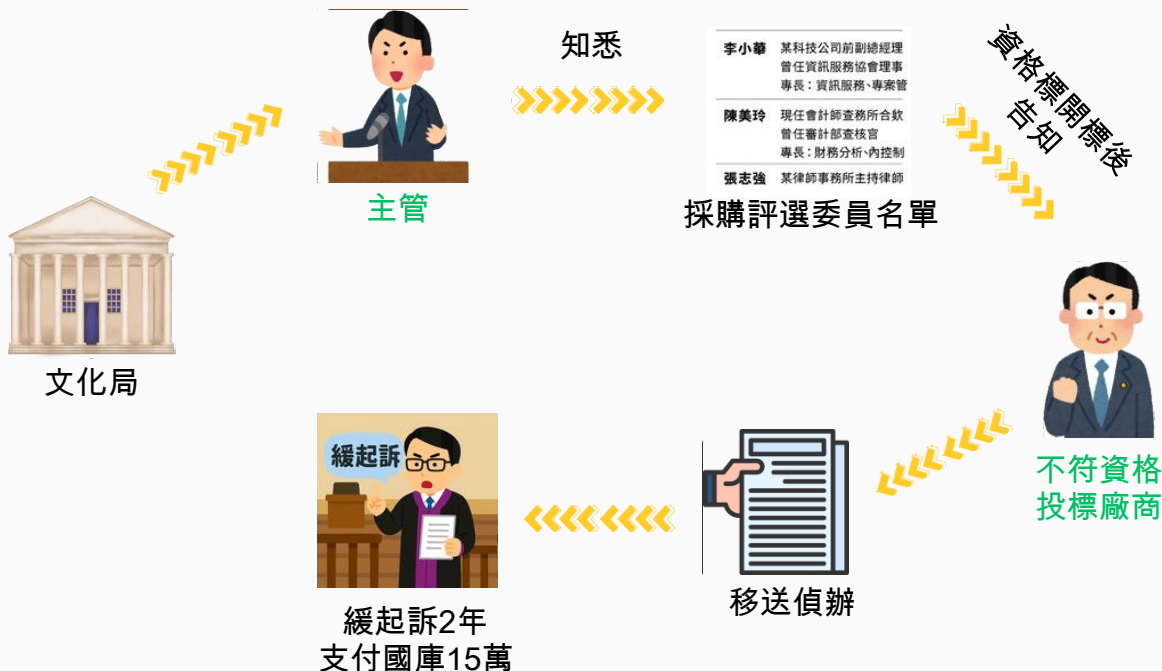 知悉
李小華 某科技公司前副總經理
曾任資訊服務協會理事
專長：資訊服務、專案管
陳美玲 現任會計師查務所合欸
曾任審計部查核官
專長：財務分析、內控制
張志強 某律師事務所主持律師
資格標開標後
告知
主管
採購評選委員名單
文化局
緩起訴
不符資格
投標廠商
移送偵辦
緩起訴2年
支付國庫15萬